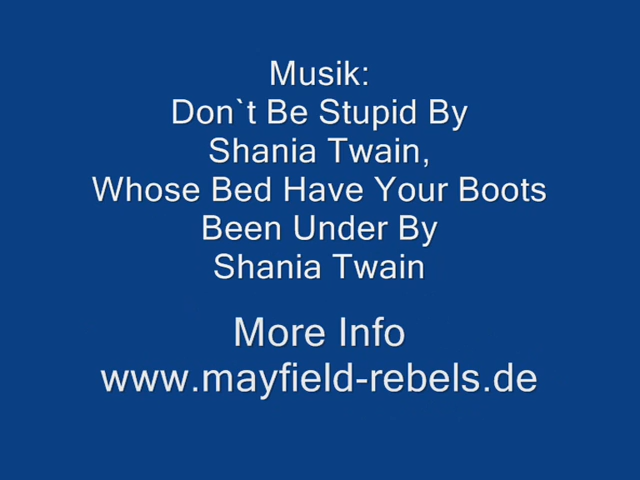 Musik:
Don`t Be Stupid By
Shania Twain,
Whose Bed Have Your Boots
Been Under By
Shania Twain
More Info
www.mayfield-rebels.de